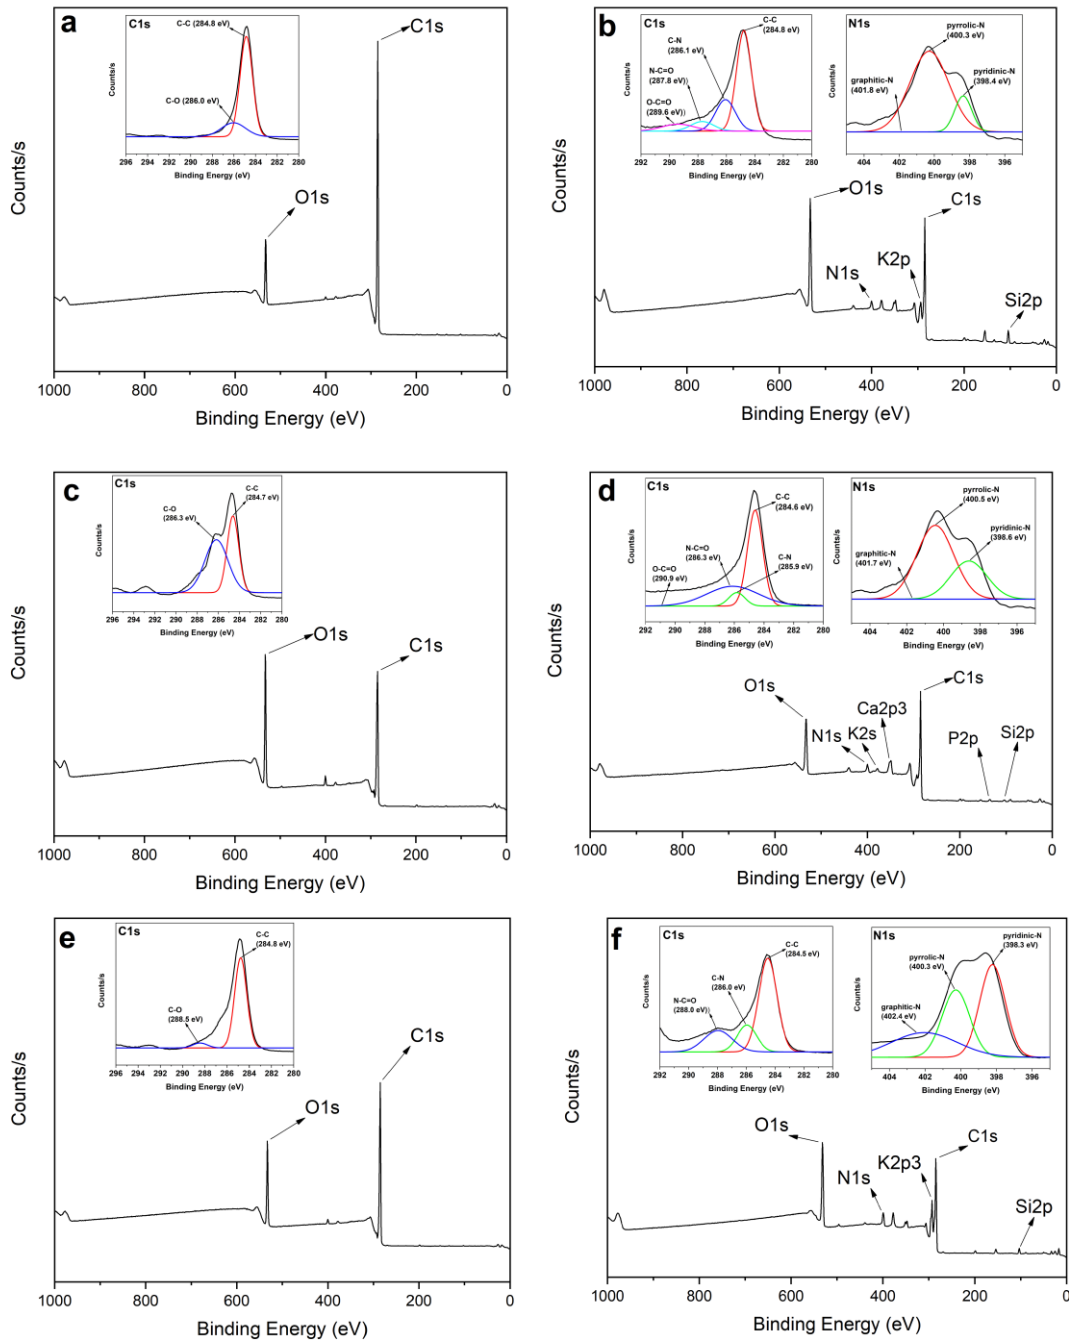 a
C1s
C-C (284.8 eV)
C-O (286.0 eV)
Counts/s
296 294 292 290 288 286 284 282 280
Binding Energy (eV)
C1s
O1s
Counts/s
1000 800 600 400 200 0
Binding Energy (eV)
b
C1s
C-C
(284.8 eV)
C-N
286.1 eV)
N-C=O
287.8 eV)
O-C=O
289.6 eV))
Counts/s
292 290 288 286 284 282 280
Binding Energy (eV)
N1s
pyrrolic-N
(400.3 eV)
graphitic-N
(401.8 eV)
pyridinic-N
(398.4 eV)
Counts/s
402 400 398 396
Binding Energy (eV)
O1s
C1s
K2p
N1s
Si2p
Counts/s
1000 800 600 400 200 0
Binding Energy (eV)
c
C1s
C-C
(284.7 eV)
C-O
(286.3 eV)
Counts/s
296 294 292 290 288 286 284 282 280
Binding Energy (eV)
O1s
C1s
Counts/s
1000 800 600 400 200 0
Binding Energy (eV)
d
C1s
C-C
(284.6 eV)
N-C=O
(286.3 eV)
C-N
(285.9 eV)
O-C=O
(290.9 eV)
Counts/s
292 290 288 286 284 282 280
Binding Energy (eV)
N1s
pyrrolic-N
(400.5 eV)
pyridinic-N
(398.6 eV)
graphitic-N
(401.7 eV)
Counts/s
404 402 400 398 396
Binding Energy (eV)
O1s
C1s
Ca2p3
N1s
K2s
P2p
Si2p
Counts/s
1000 800 600 400 200 0
Binding Energy (eV)
e
C1s
C-C
(284.8 eV)
C-O
(288.5 eV)
Counts/s
296 294 292 290 288 286 284 282 280
Binding Energy (eV)
C1s
O1s
Counts/s
1000 800 600 400 200 0
Binding Energy (eV)
f
C1s
C-C
(284.5 eV)
C-N
(286.0 eV)
N-C=O
(288.0 eV)
Counts/s
292 290 288 286 284 282 280
Binding Energy (eV)
N1s
pyridinic-N
398.3 eV)
pyrrolic-N
(400.3 eV)
graphitic-N
(402.4 eV)
Counts/s
404 402 400 398 396
Binding Energy (eV)
O1s
C1s
K2p3
N1s
Si2p
Counts/s
1000 800 600 400 200 0
Binding Energy (eV)